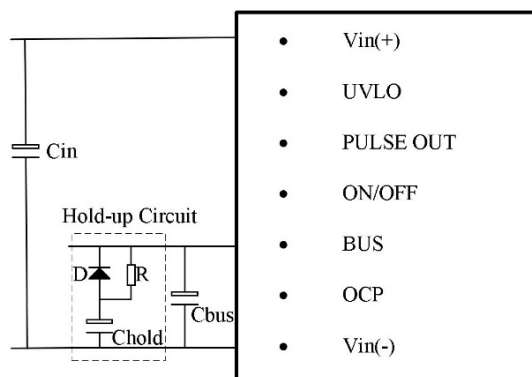 Vin(+)
UVLO
PULSE OUT
ON/OFF
BUS
OCP
Vin(-)
Cin
Hold-up Circuit
D
R
Chold
Cbus